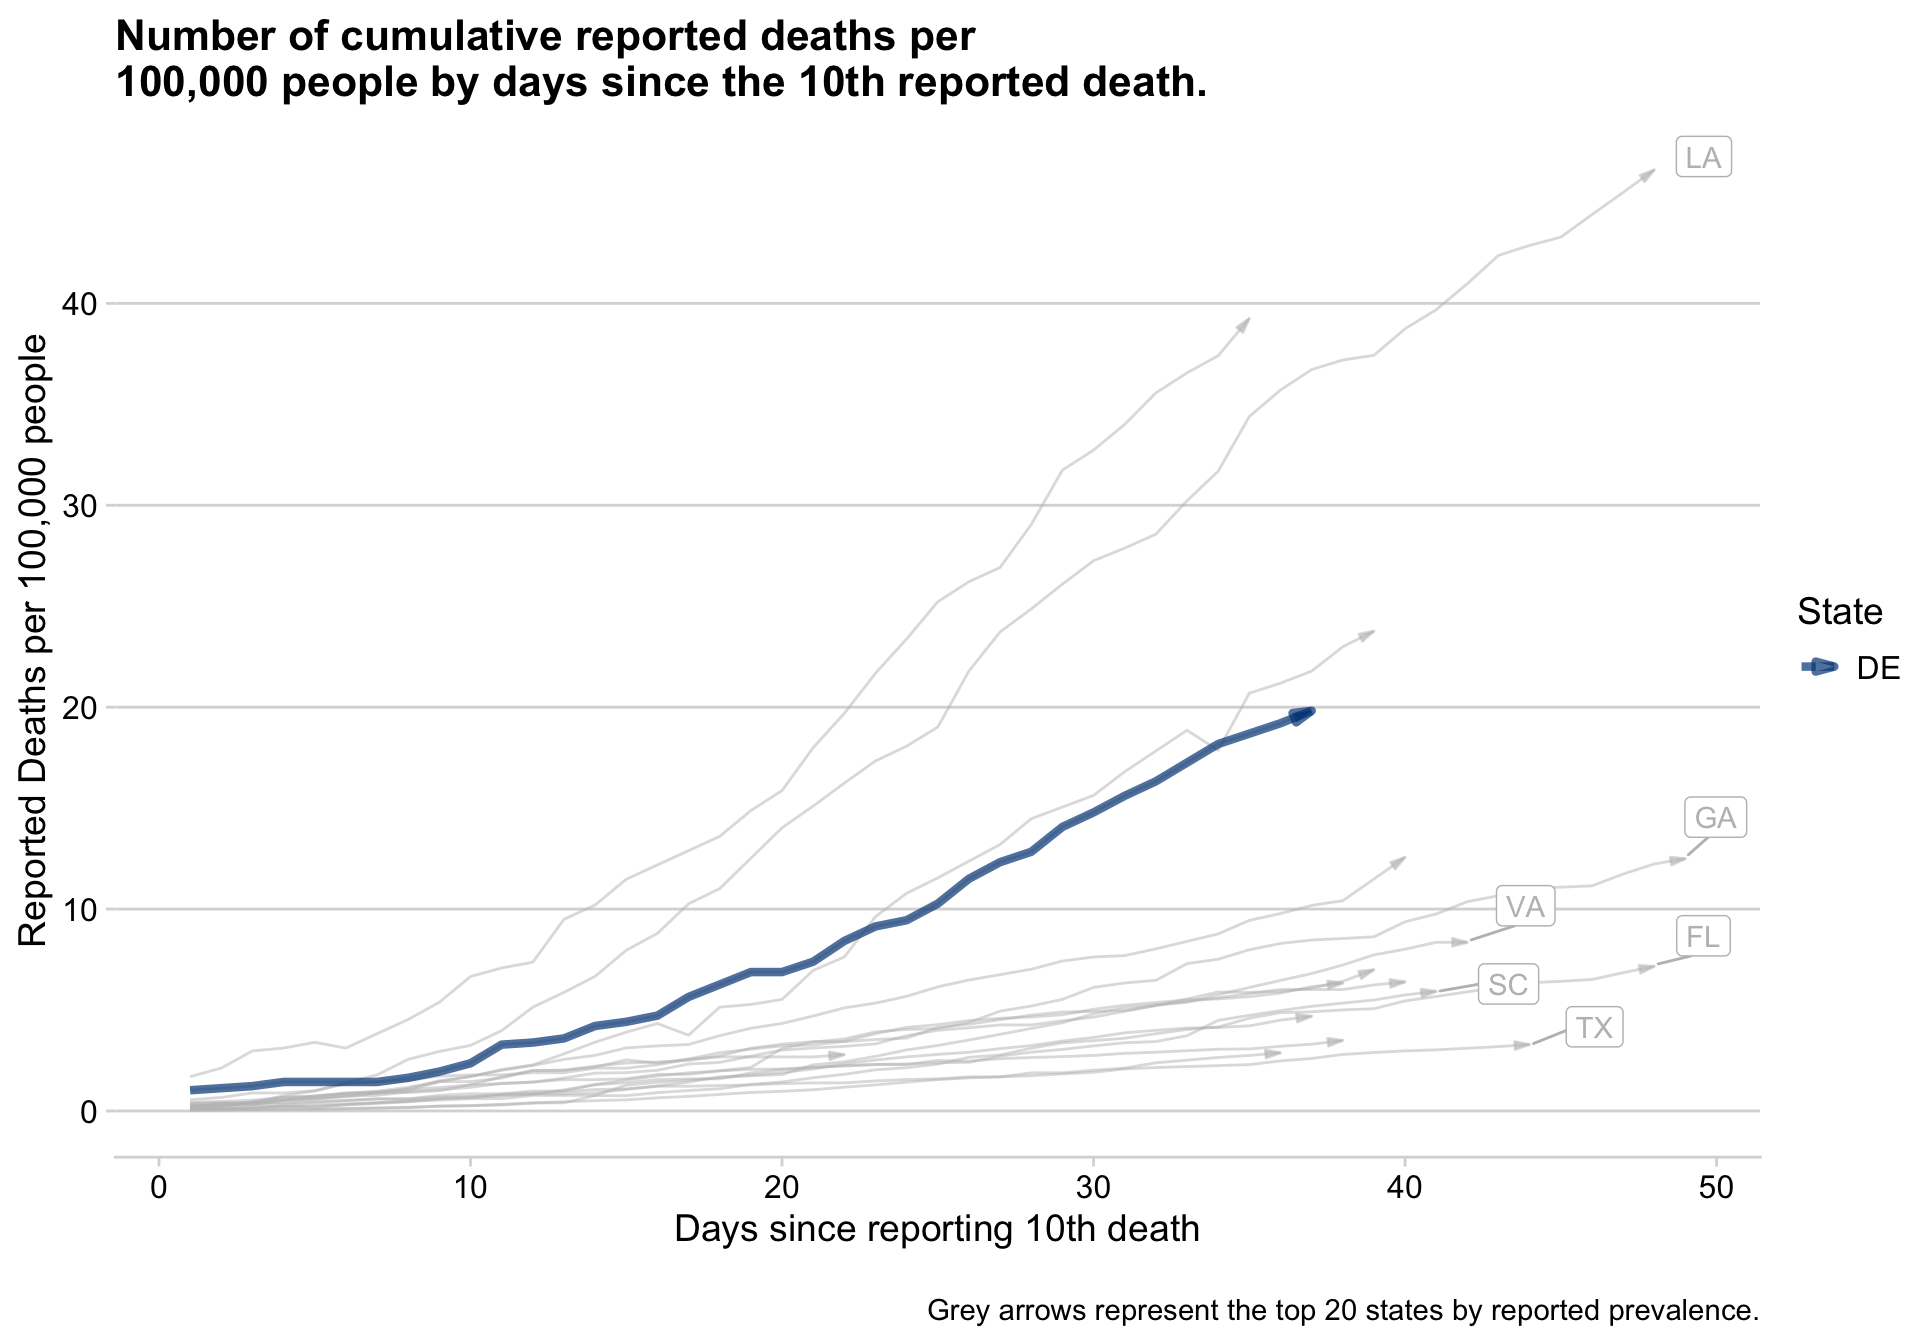 Number of cumulative reported deaths per
100,000 people by days since the 10th reported death.
LA
40
30
20
10
0
Reported Deaths per 100,000 people
GA
VA
FL
SC
TX
State
DE
0 10 20 30 40 50
Days since reporting 10th death
Grey arrows represent the top 20 states by reported prevalence.